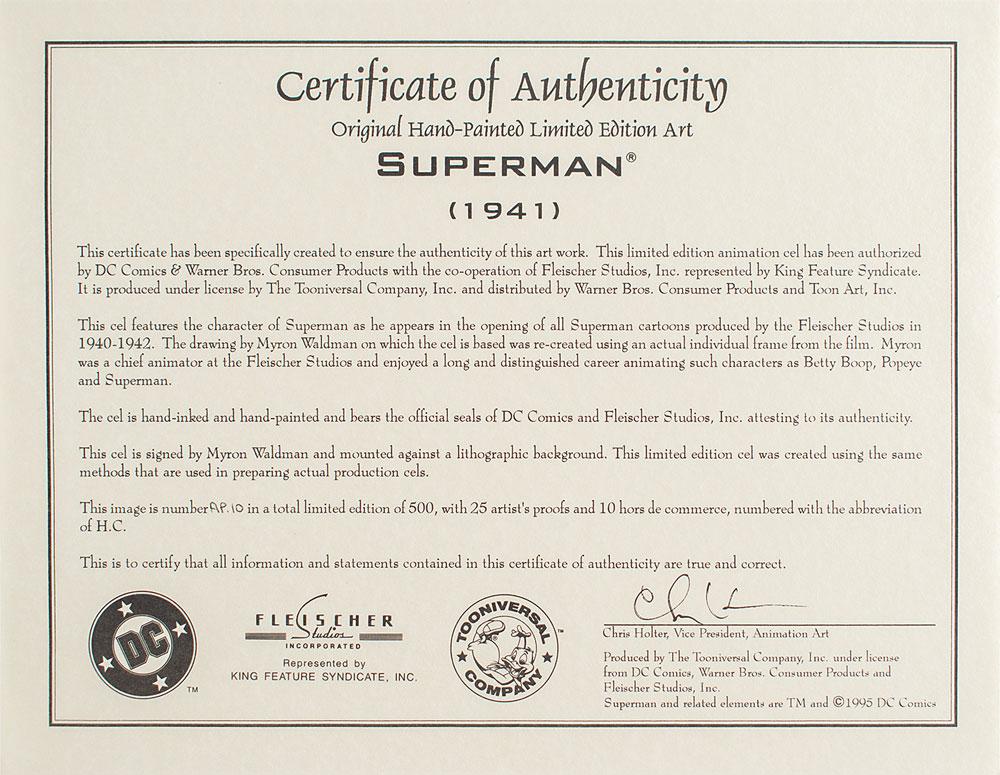 Certificate of Authenticity
Original Hand-Painted Limited Edition Art
SUPERMAN®
(1941)
This certificate has been specifically created to ensure the authenticity of this art work. This limited edition animation cel has been authorized
by DC Comics & Warner Bros. Consumer Products with the co-operation of Fleischer Studios, Inc. represented by King Feature Syndicate.
It is produced under license by The Tooniversal Company, Inc. and distributed by Warner Bros. Consumer Products and Toon Art, Inc.
This cel features the character of Superman as he appears in the opening of all Superman cartoons produced by the Fleischer Studios in
1940-1942. The drawing by Myron Waldman on which the cel is based was re-created using an actual individual frame from the film. Myron
was a chief animator at the Fleischer Studios and enjoyed a long and distinguished career animating such characters as Betty Boop, Popeye
and Superman.
The cel is hand-inked and hand-painted and bears the official seals of DC Comics and Fleischer Studios, Inc. attesting to its authenticity.
This cel is signed by Myron Waldman and mounted against a lithographic background. This limited edition cel was created using the same
methods that are used in preparing actual production cels.
This image is number AP.10 in a total limited edition of 500, with 25 artist's proofs and 10 hors de commerce, numbered with the abbreviation
of H.C.
This is to certify that all information and statements contained in this certificate of authenticity are true and correct.
DC
TM
FLEISCHER
Studios
INCORPORATED
Represented by
KING FEATURE SYNDICATE, INC.
TOONIVERSAL
COMPANY
TM
Chris Holter, Vice President, Animation Art
Produced by The Tooniversal Company, Inc. under license
from DC Comics, Warner Bros. Consumer Products and
Fleischer Studios, Inc.
Superman and related elements are TM and ©1995 DC Comics